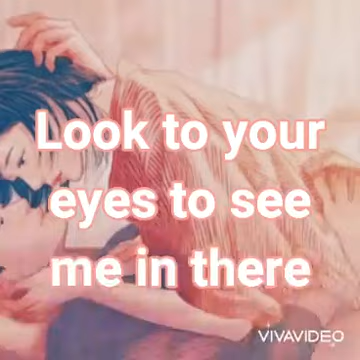 Look to your
eyes to see
me in there
VIVAVIDEO